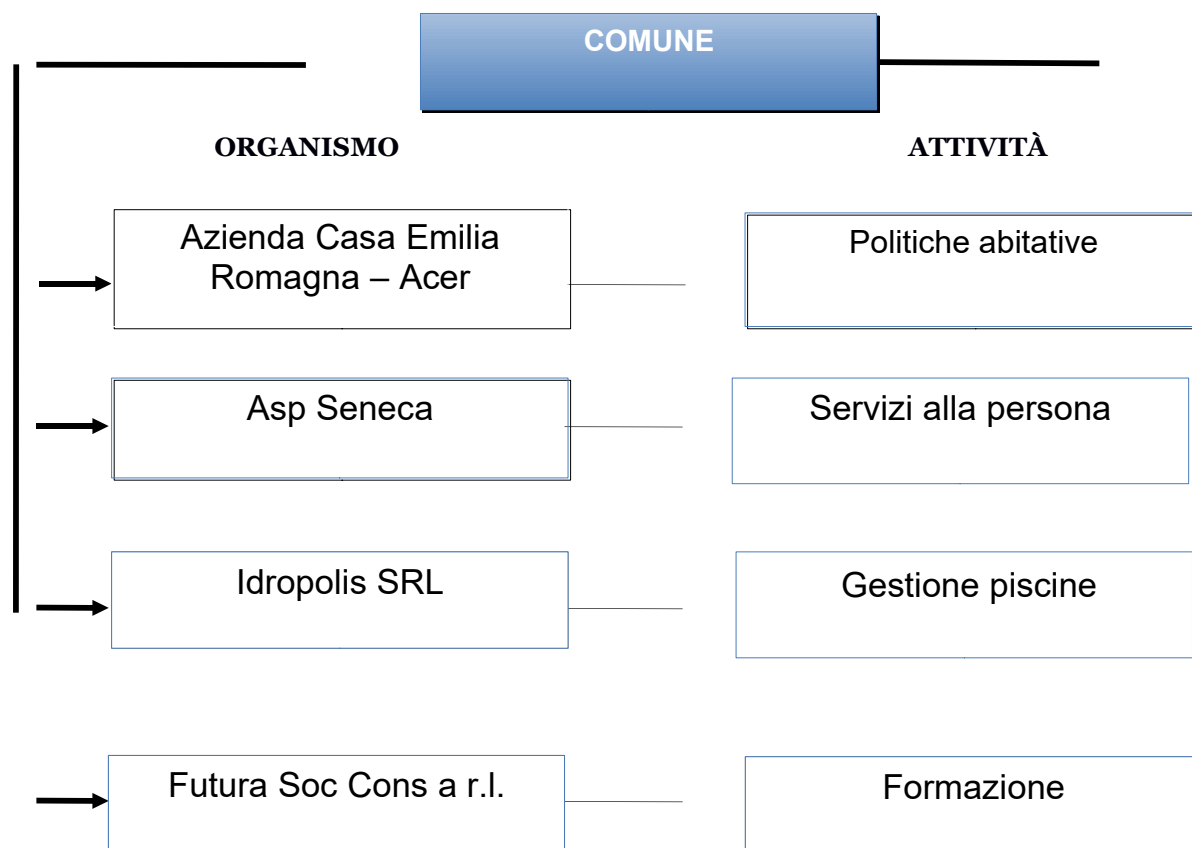 COMUNE
ORGANISMO
ATTIVITÀ
Azienda Casa Emilia
Romagna – Acer
Politiche abitative
Asp Seneca
Servizi alla persona
Idropolis SRL
Gestione piscine
Futura Soc Cons a r.l.
Formazione